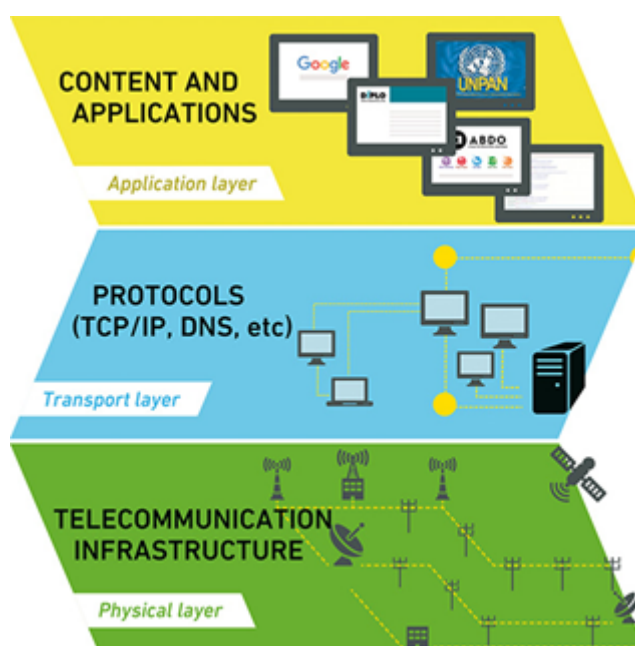 CONTENT AND
APPLICATIONS
Application layer
Google
UNPAN
DiPLO
ABDO
PROTOCOLS
(TCP/IP, DNS, etc)
Transport layer
TELECOMMUNICATION
INFRASTRUCTURE
Physical layer